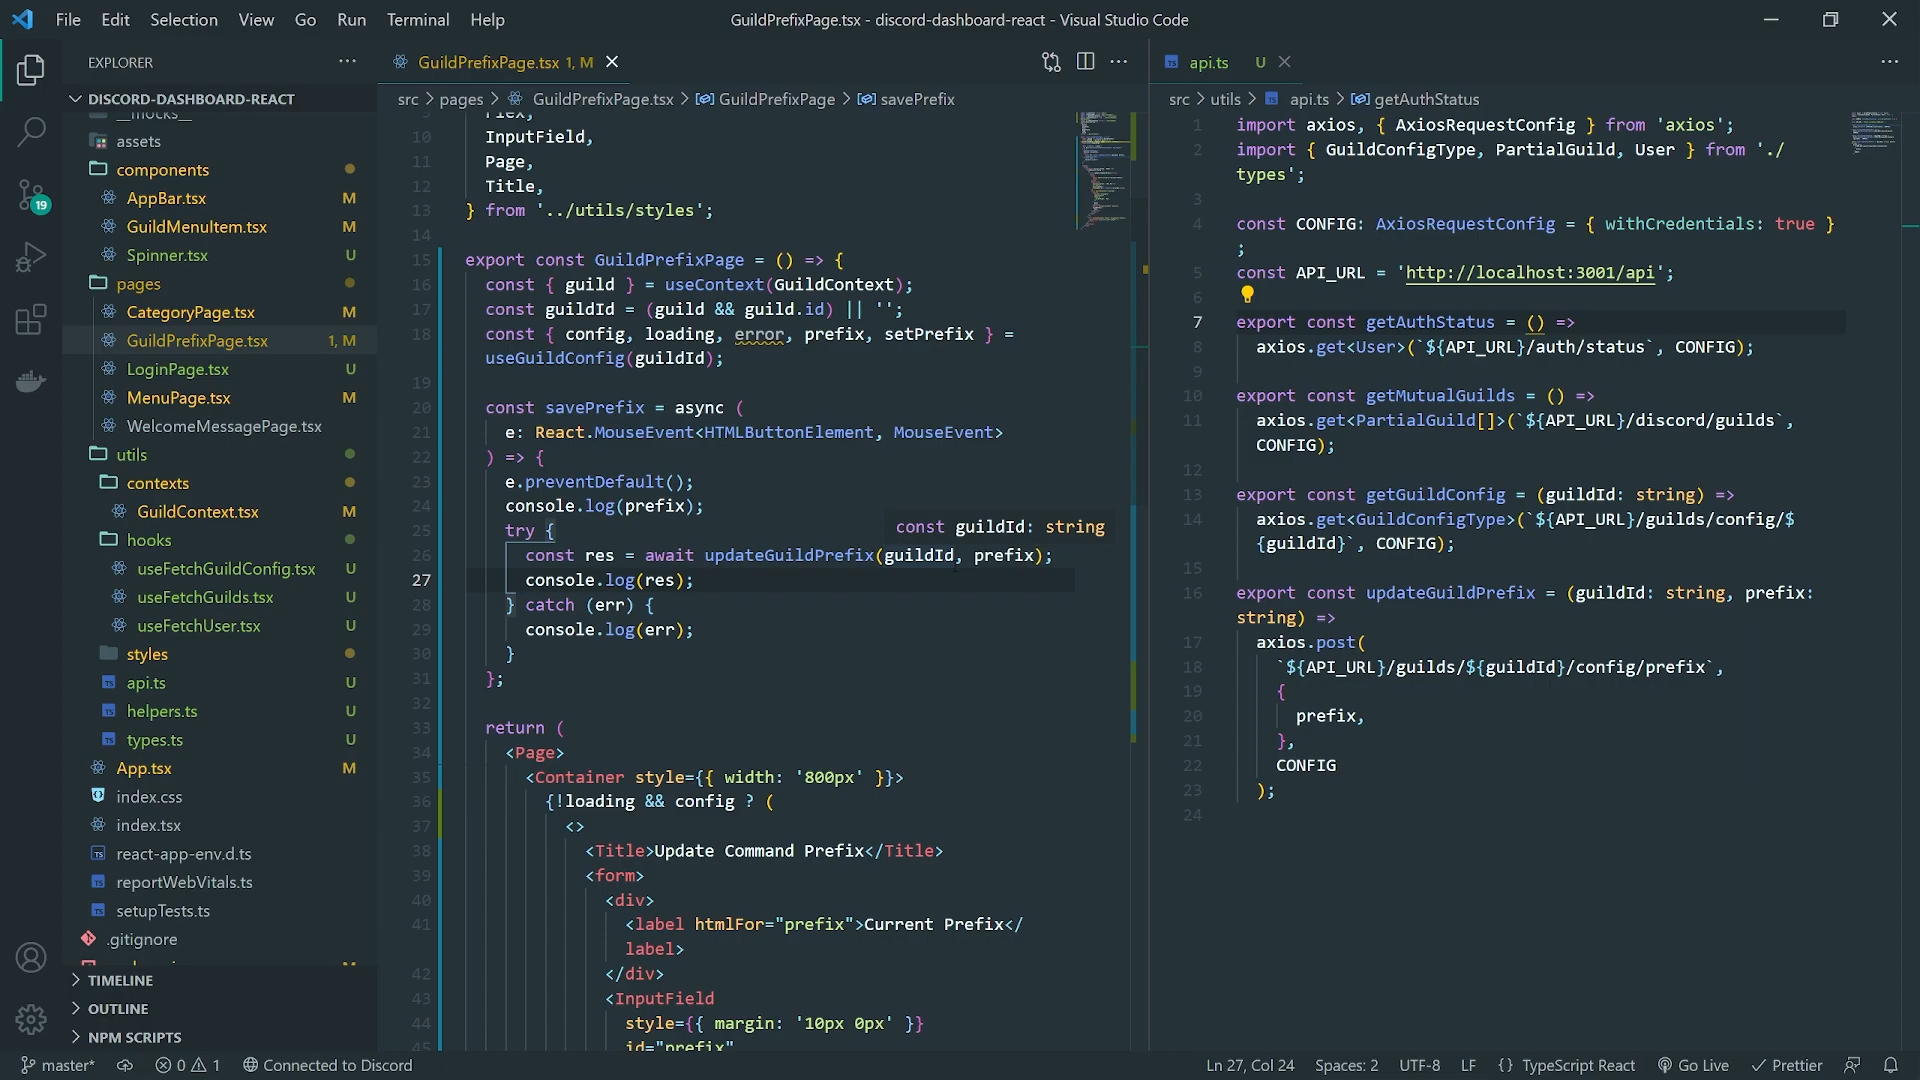 File Edit Selection View Go Run Terminal Help
GuildPrefixPage.tsx - discord-dashboard-react - Visual Studio Code
EXPLORER
DISCORD-DASHBOARD-REACT
__mocks__
assets
components
AppBar.tsx M
GuildMenuItem.tsx M
Spinner.tsx U
pages
CategoryPage.tsx M
GuildPrefixPage.tsx 1, M
LoginPage.tsx U
MenuPage.tsx M
WelcomeMessagePage.tsx
utils
contexts
GuildContext.tsx M
hooks
useFetchGuildConfig.tsx U
useFetchGuilds.tsx U
useFetchUser.tsx U
styles
api.ts U
helpers.ts U
types.ts U
App.tsx M
index.css
index.tsx
react-app-env.d.ts
reportWebVitals.ts
setupTests.ts
.gitignore
TIMELINE
OUTLINE
NPM SCRIPTS
19
GuildPrefixPage.tsx 1, M
src > pages > GuildPrefixPage.tsx > GuildPrefixPage > savePrefix
9 Flex,
10 InputField,
11 Page,
12 Title,
13 } from '../utils/styles';
14
15 export const GuildPrefixPage = () => {
16 const { guild } = useContext(GuildContext);
17 const guildId = (guild && guild.id) || '';
18 const { config, loading, error, prefix, setPrefix } =
useGuildConfig(guildId);
19
20 const savePrefix = async (
21 e: React.MouseEvent<HTMLButtonElement, MouseEvent>
22 ) => {
23 e.preventDefault();
24 console.log(prefix);
25 try {
const guildId: string
26 const res = await updateGuildPrefix(guildId, prefix);
27 console.log(res);
28 } catch (err) {
29 console.log(err);
30 }
31 };
32
33 return (
34 <Page>
35 <Container style={{ width: '800px' }}>
36 {!loading && config ? (
37 <>
38 <Title>Update Command Prefix</Title>
39 <form>
40 <div>
41 <label htmlFor="prefix">Current Prefix</
label>
42 </div>
43 <InputField
44 style={{ margin: '10px 0px' }}
45 id="prefix"
api.ts U
src > utils > api.ts > getAuthStatus
1 import axios, { AxiosRequestConfig } from 'axios';
2 import { GuildConfigType, PartialGuild, User } from './
types';
3
4 const CONFIG: AxiosRequestConfig = { withCredentials: true }
;
5 const API_URL = 'http://localhost:3001/api';
6
7 export const getAuthStatus = () =>
8 axios.get<User>(`${API_URL}/auth/status`, CONFIG);
9
10 export const getMutualGuilds = () =>
11 axios.get<PartialGuild[]>(`${API_URL}/discord/guilds`,
CONFIG);
12
13 export const getGuildConfig = (guildId: string) =>
14 axios.get<GuildConfigType>(`${API_URL}/guilds/config/$
{guildId}`, CONFIG);
15
16 export const updateGuildPrefix = (guildId: string, prefix:
string) =>
17 axios.post(
18 `${API_URL}/guilds/${guildId}/config/prefix`,
19 {
20 prefix,
21 },
22 CONFIG
23 );
24
master* 0 1 Connected to Discord
Ln 27, Col 24 Spaces: 2 UTF-8 LF {} TypeScript React Go Live Prettier